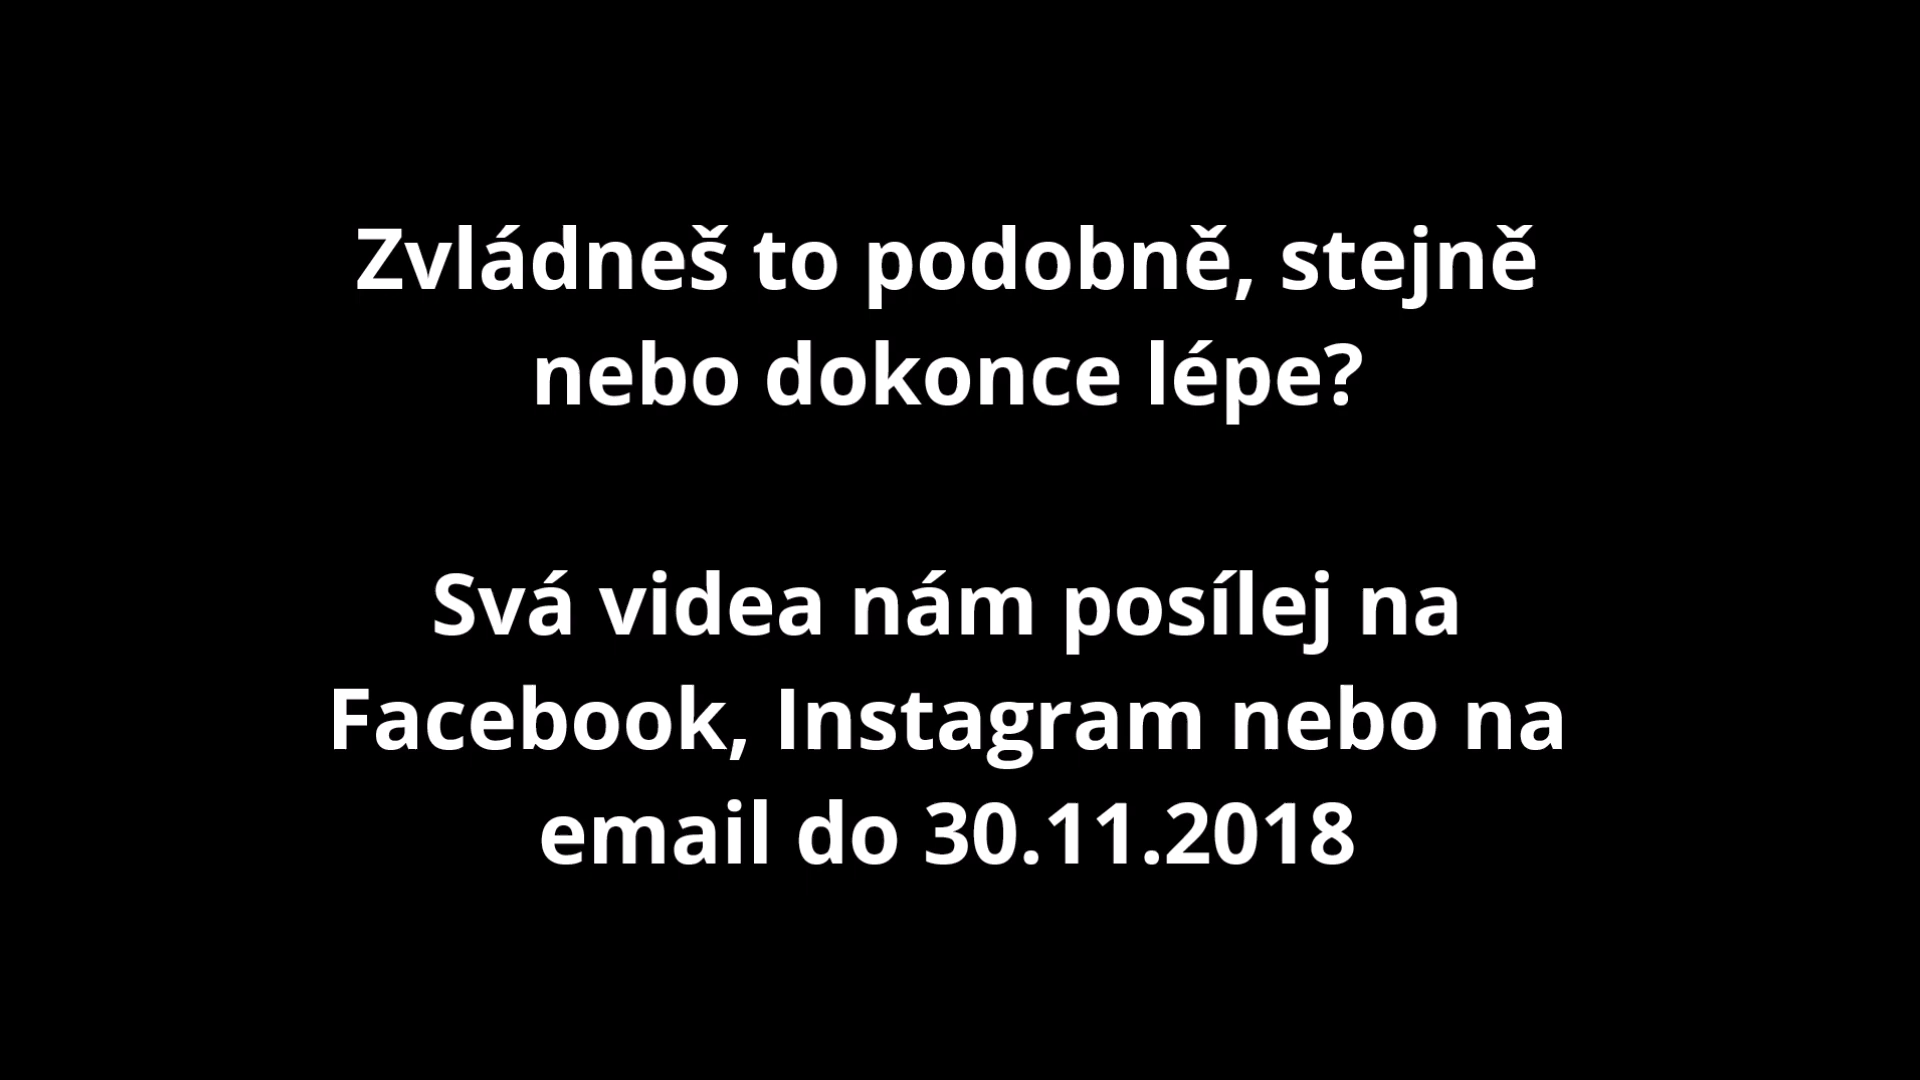 Zvládneš to podobně, stejně
nebo dokonce lépe?
Svá videa nám posílej na
Facebook, Instagram nebo na
email do 30.11.2018